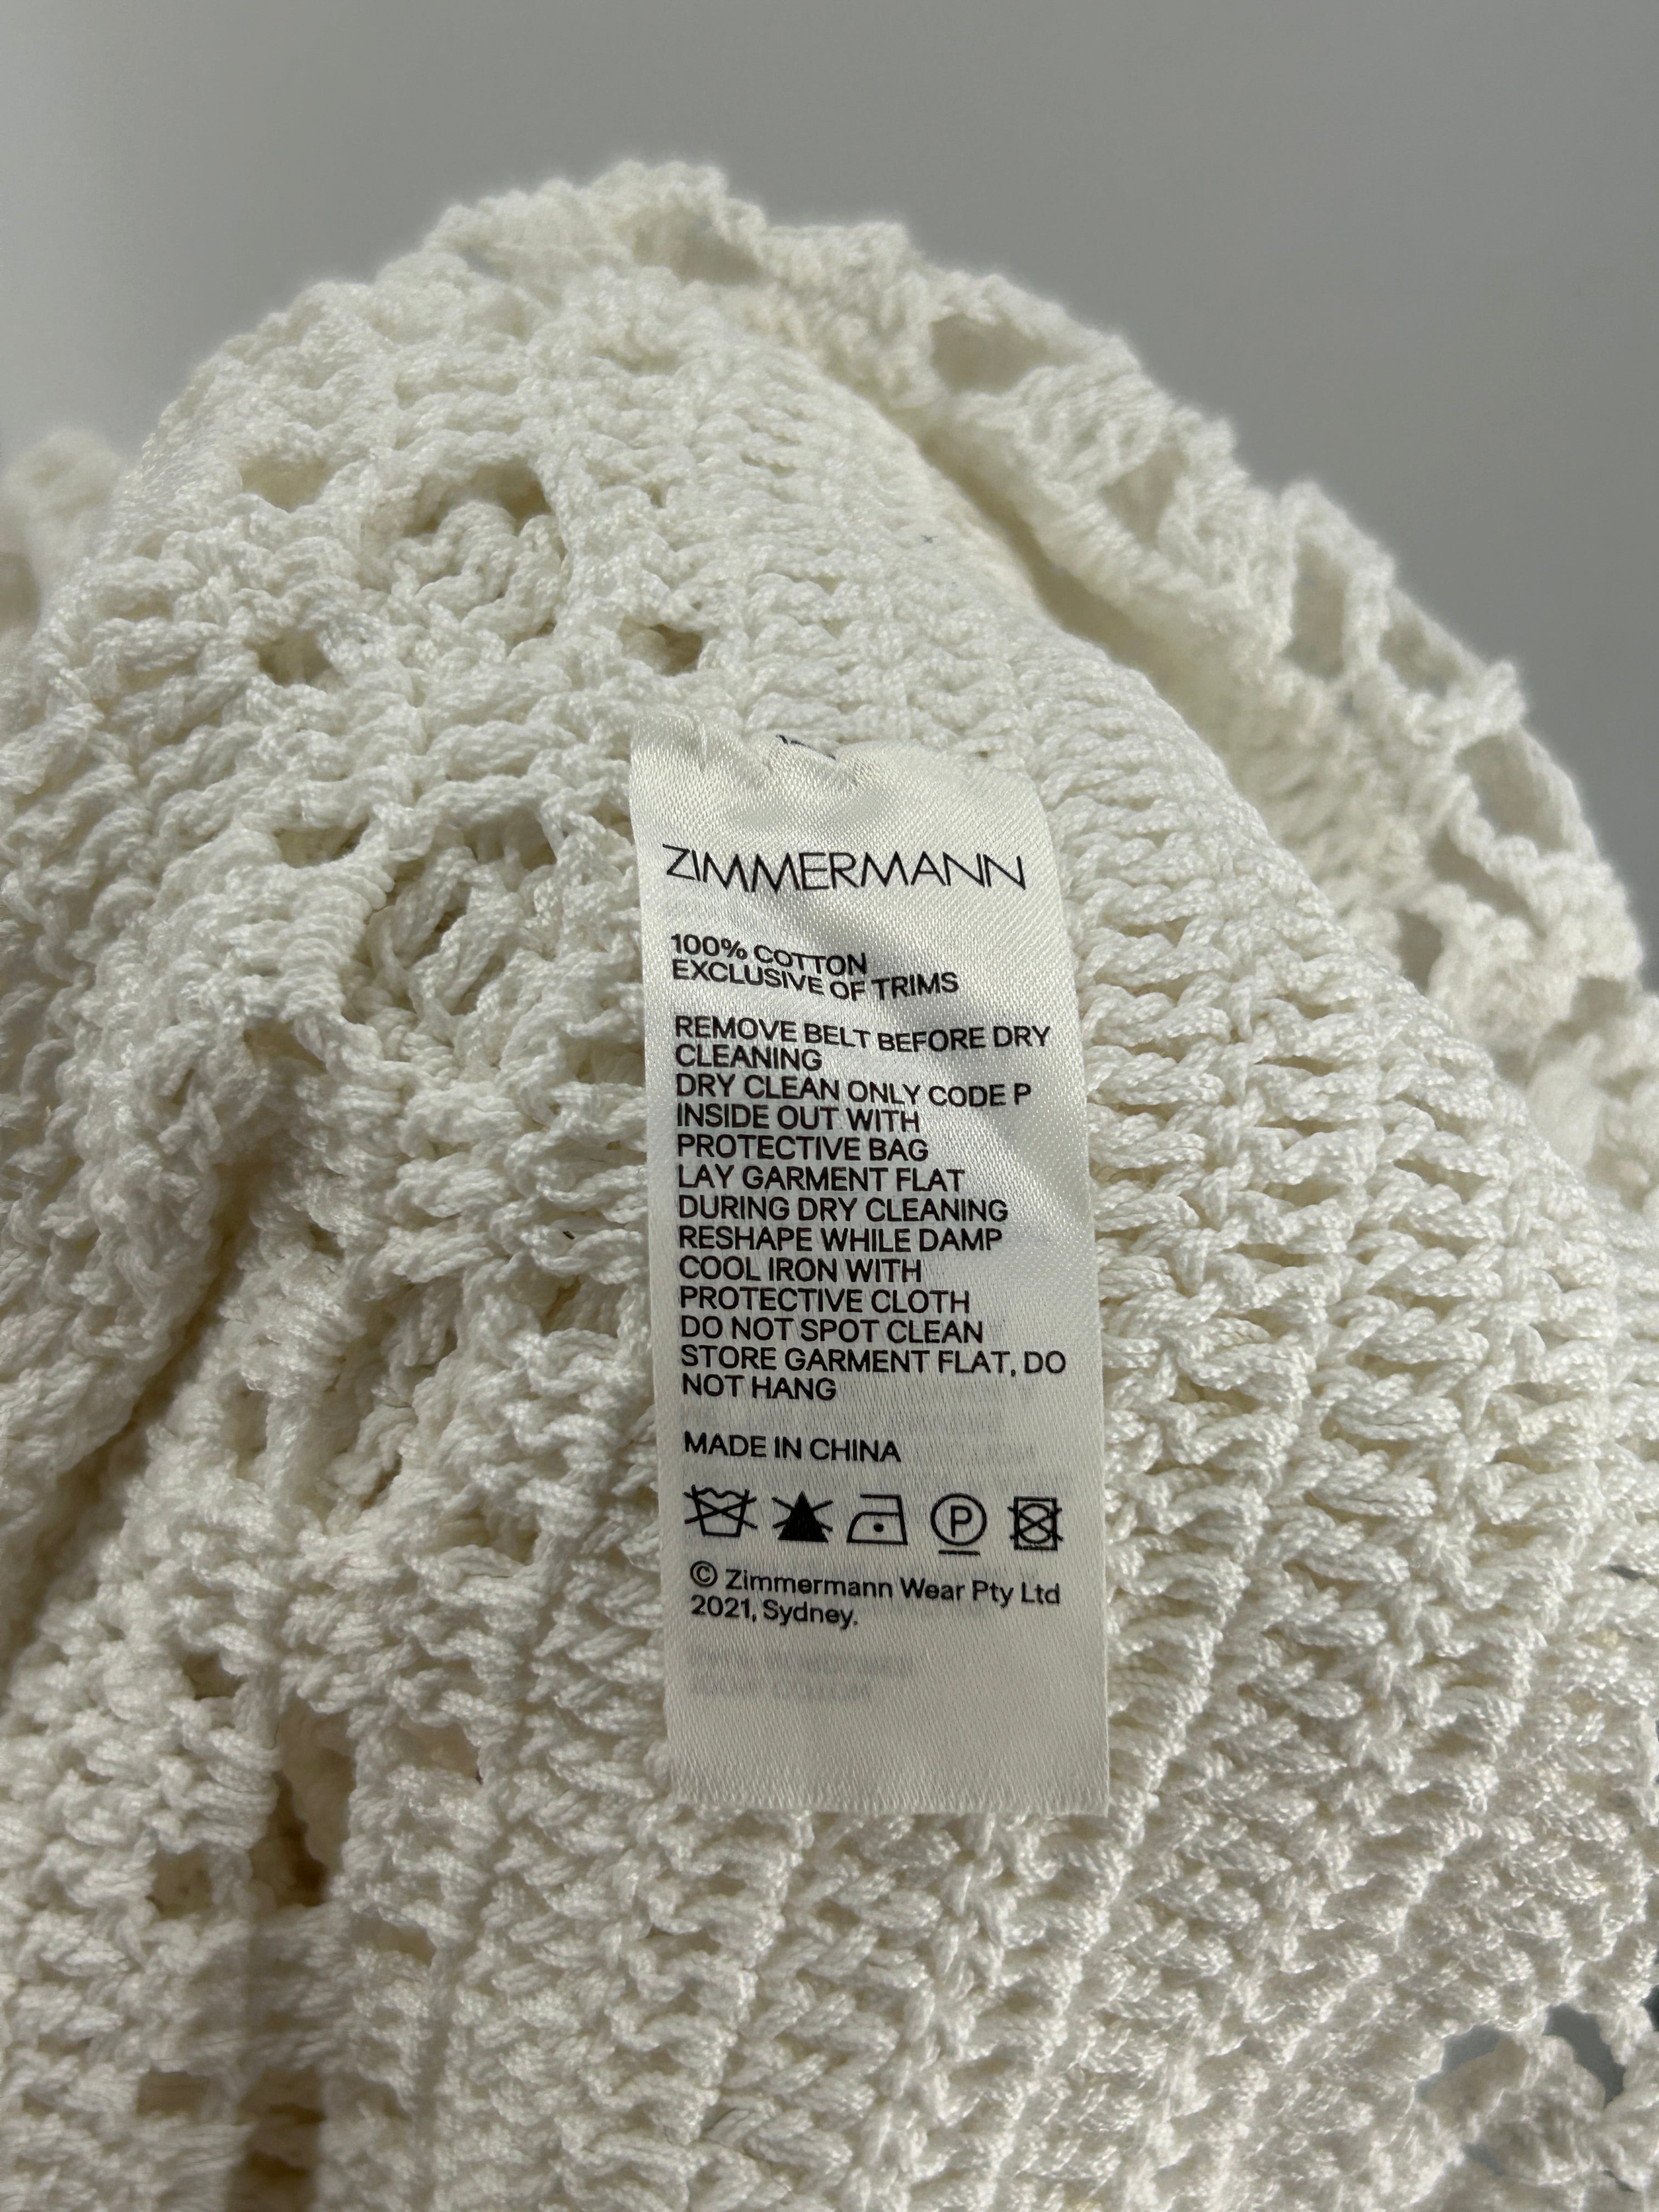 ZIMMERMANN
100% COTTON
EXCLUSIVE OF TRIMS
REMOVE BELT BEFORE DRY
CLEANING
DRY CLEAN ONLY CODE P
INSIDE OUT WITH
PROTECTIVE BAG
LAY GARMENT FLAT
DURING DRY CLEANING
RESHAPE WHILE DAMP
COOL IRON WITH
PROTECTIVE CLOTH
DO NOT SPOT CLEAN
STORE GARMENT FLAT, DO
NOT HANG
MADE IN CHINA
P
© Zimmermann Wear Pty Ltd
2021, Sydney.